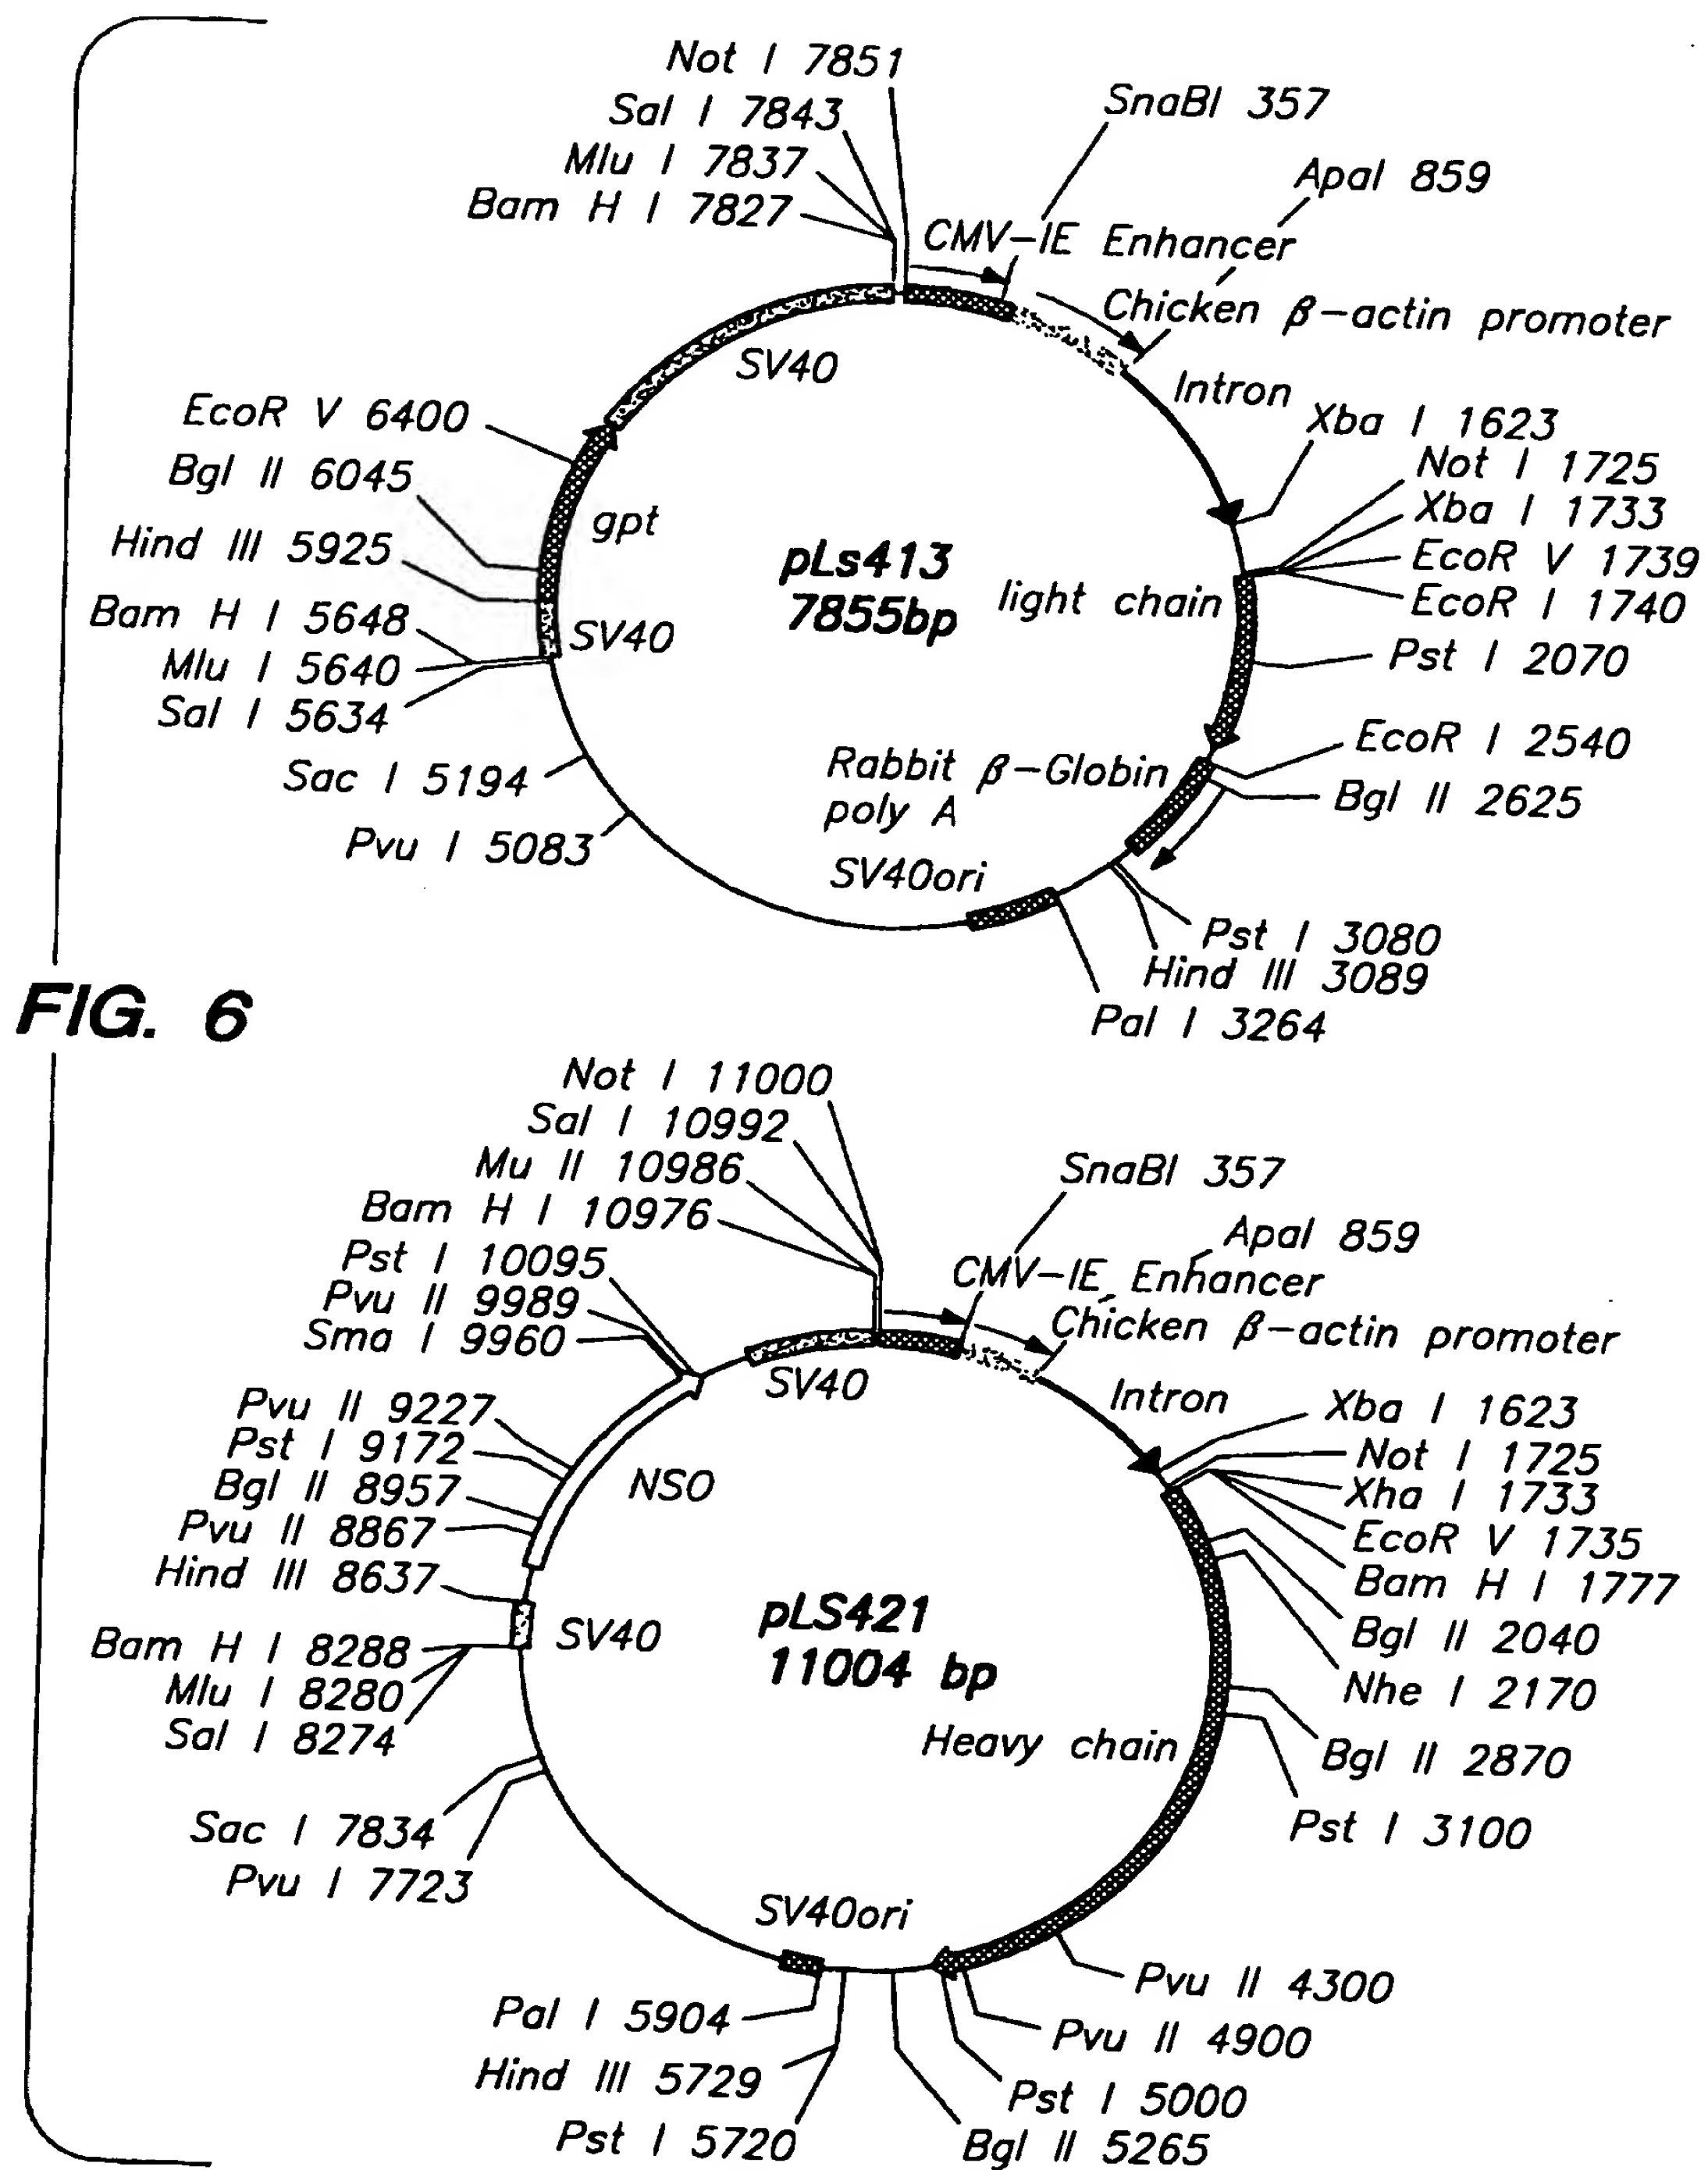 Not I 7851
Sal I 7843
Mlu I 7837
Bam H I 7827
SnaBI 357
ApaI 859
CMV-IE Enhancer
Chicken β-actin promoter
Intron
Xba I 1623
Not I 1725
Xba I 1733
EcoR V 1739
EcoR I 1740
Pst I 2070
EcoR I 2540
Bgl II 2625
Pst I 3080
Hind III 3089
Pal I 3264
SV40
EcoR V 6400
Bgl II 6045
gpt
Hind III 5925
Bam H I 5648
Mlu I 5640
Sal I 5634
SV40
Sac I 5194
Pvu I 5083
pLs413
7855bp
light chain
Rabbit β-Globin
poly A
SV40ori
FIG. 6
Not I 11000
Sal I 10992
Mu II 10986
Bam H I 10976
Pst I 10095
Pvu II 9989
Sma I 9960
SnaBI 357
ApaI 859
CMV-IE Enhancer
Chicken β-actin promoter
SV40
Intron
Xba I 1623
Not I 1725
Xha I 1733
EcoR V 1735
Bam H I 1777
Bgl II 2040
Nhe I 2170
Bgl II 2870
Pst I 3100
Pvu II 9227
Pst I 9172
Bgl II 8957
Pvu II 8867
Hind III 8637
NSO
Bam H I 8288
Mlu I 8280
Sal I 8274
SV40
pLS421
11004 bp
Heavy chain
Sac I 7834
Pvu I 7723
SV40ori
Pvu II 4300
Pvu II 4900
Pst I 5000
Bgl II 5265
Pal I 5904
Hind III 5729
Pst I 5720